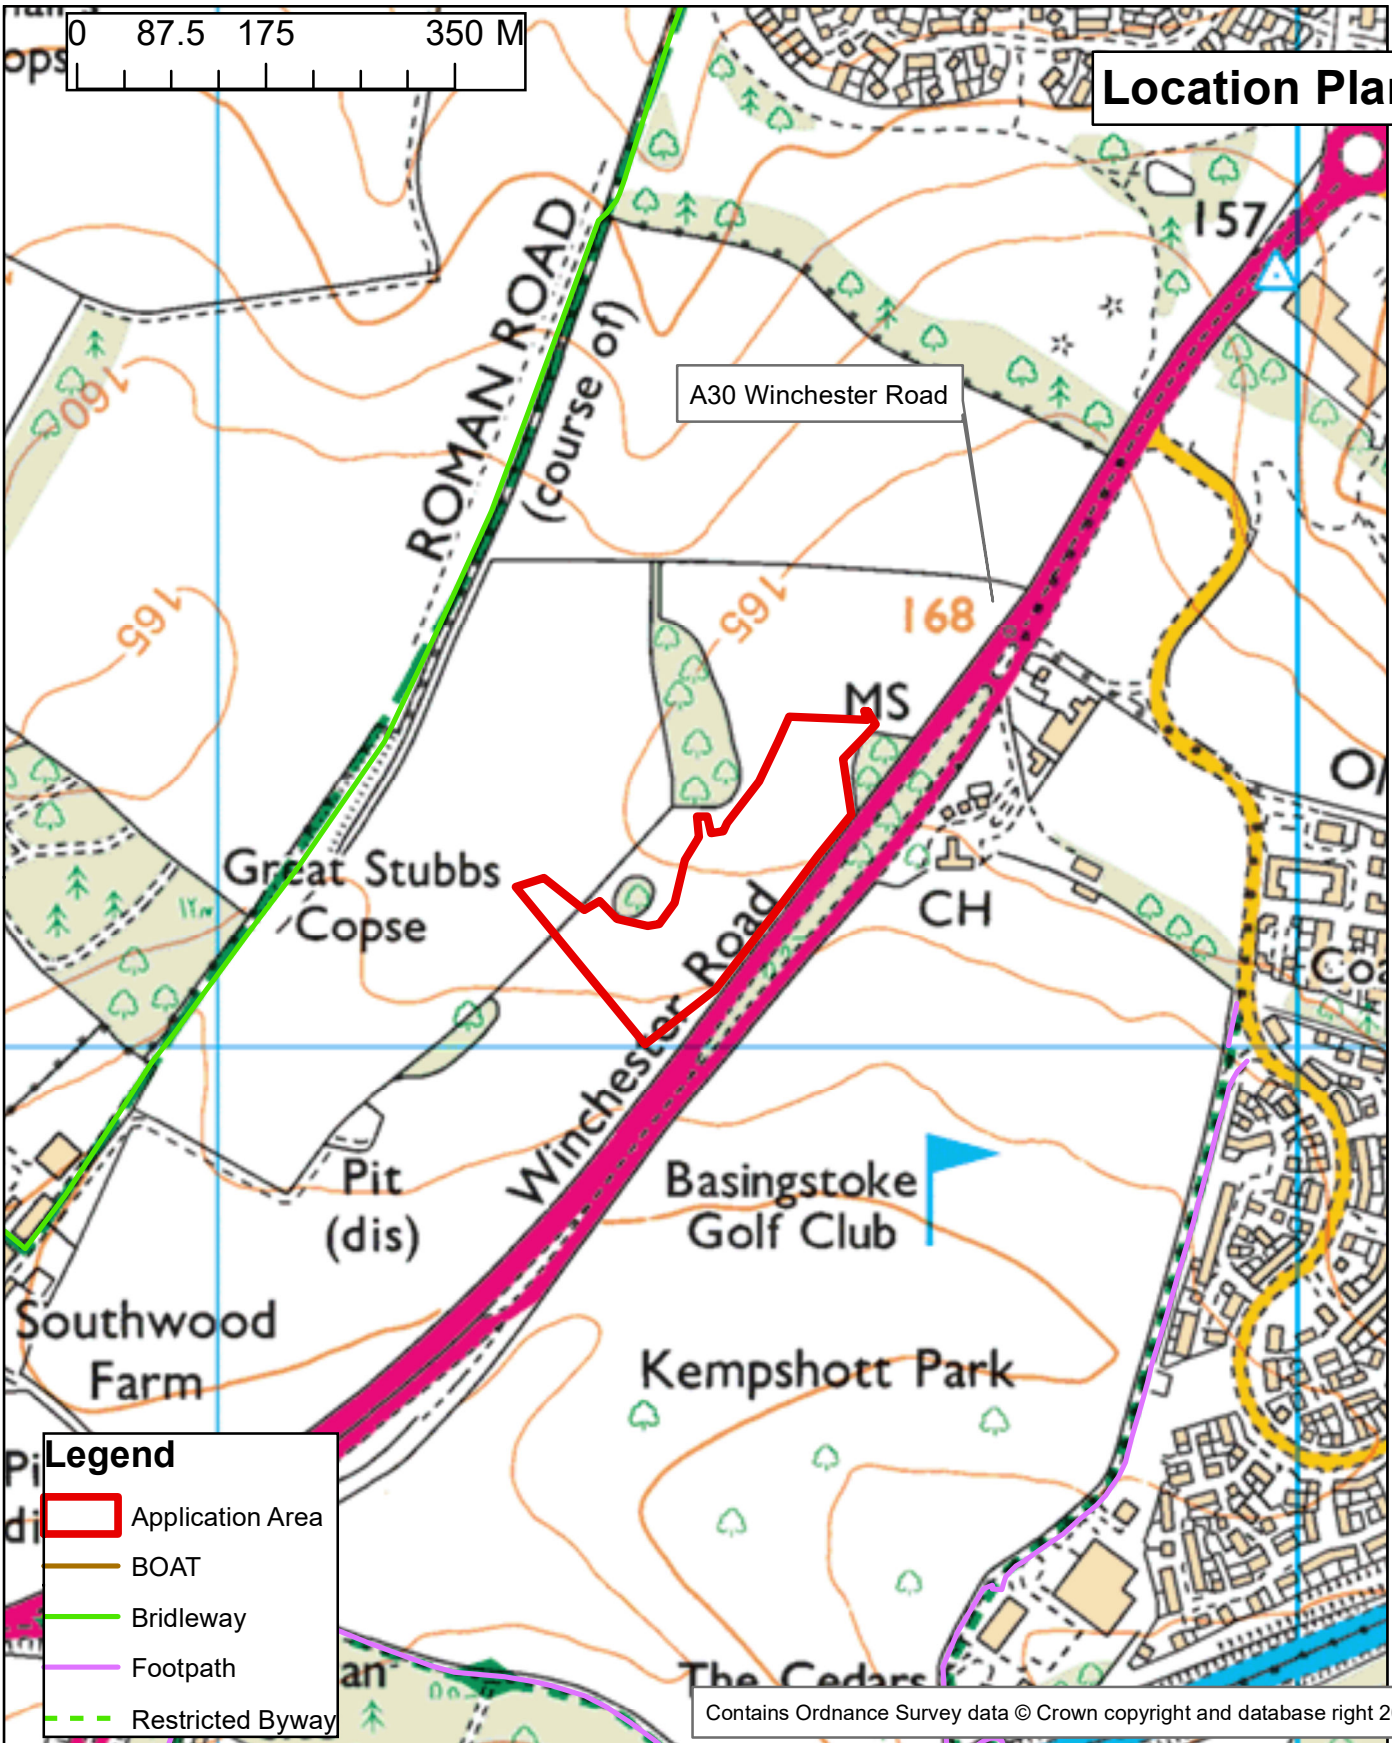 0 87.5 175 350 M
Location Plan
157
ROMAN ROAD
(course of)
A30 Winchester Road
160
165
165
168
MS
Great Stubbs
Copse
CH
Winchester Road
Pit
(dis)
Basingstoke
Golf Club
Southwood
Farm
Kempshott Park
The Cedars
Legend
Application Area
BOAT
Bridleway
Footpath
Restricted Byway
Contains Ordnance Survey data © Crown copyright and database right 2